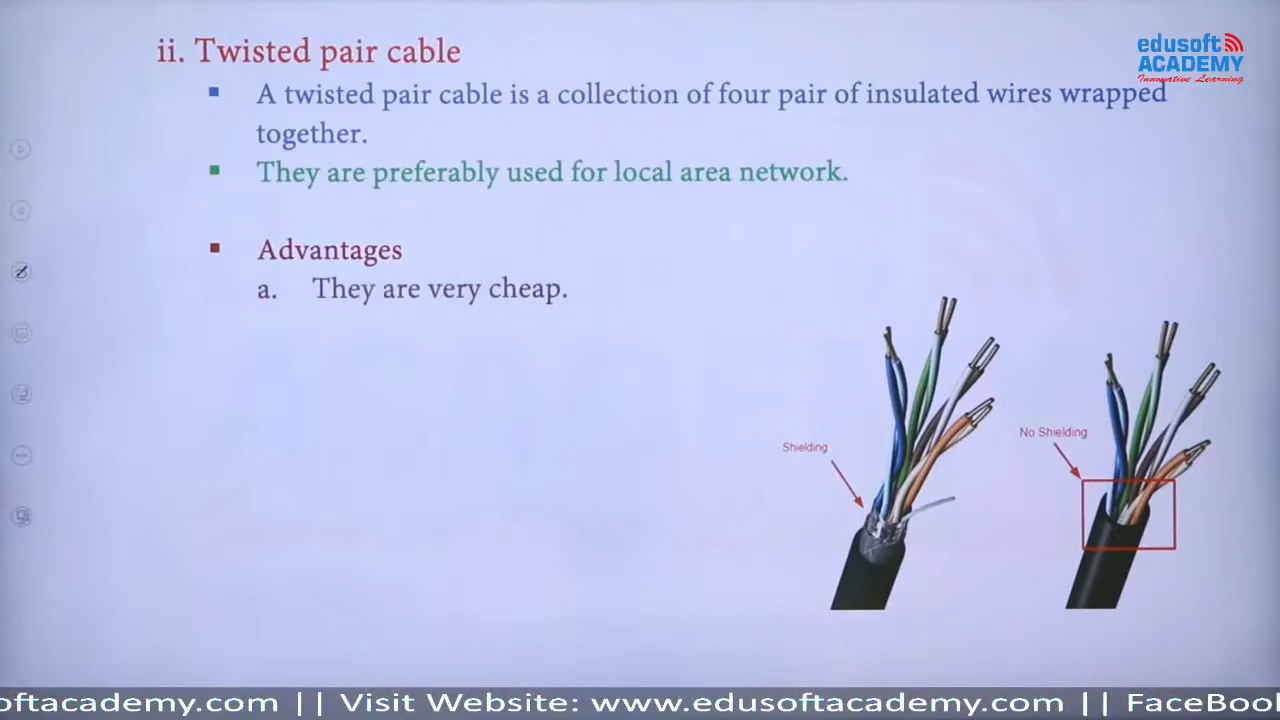 ii. Twisted pair cable
edusoft
ACADEMY
Innovative Learning
▪ A twisted pair cable is a collection of four pair of insulated wires wrapped
together.
▪ They are preferably used for local area network.
▪ Advantages
a. They are very cheap.
Shielding
No Shielding
oftacademy.com || Visit Website: www.edusoftacademy.com || FaceBoo